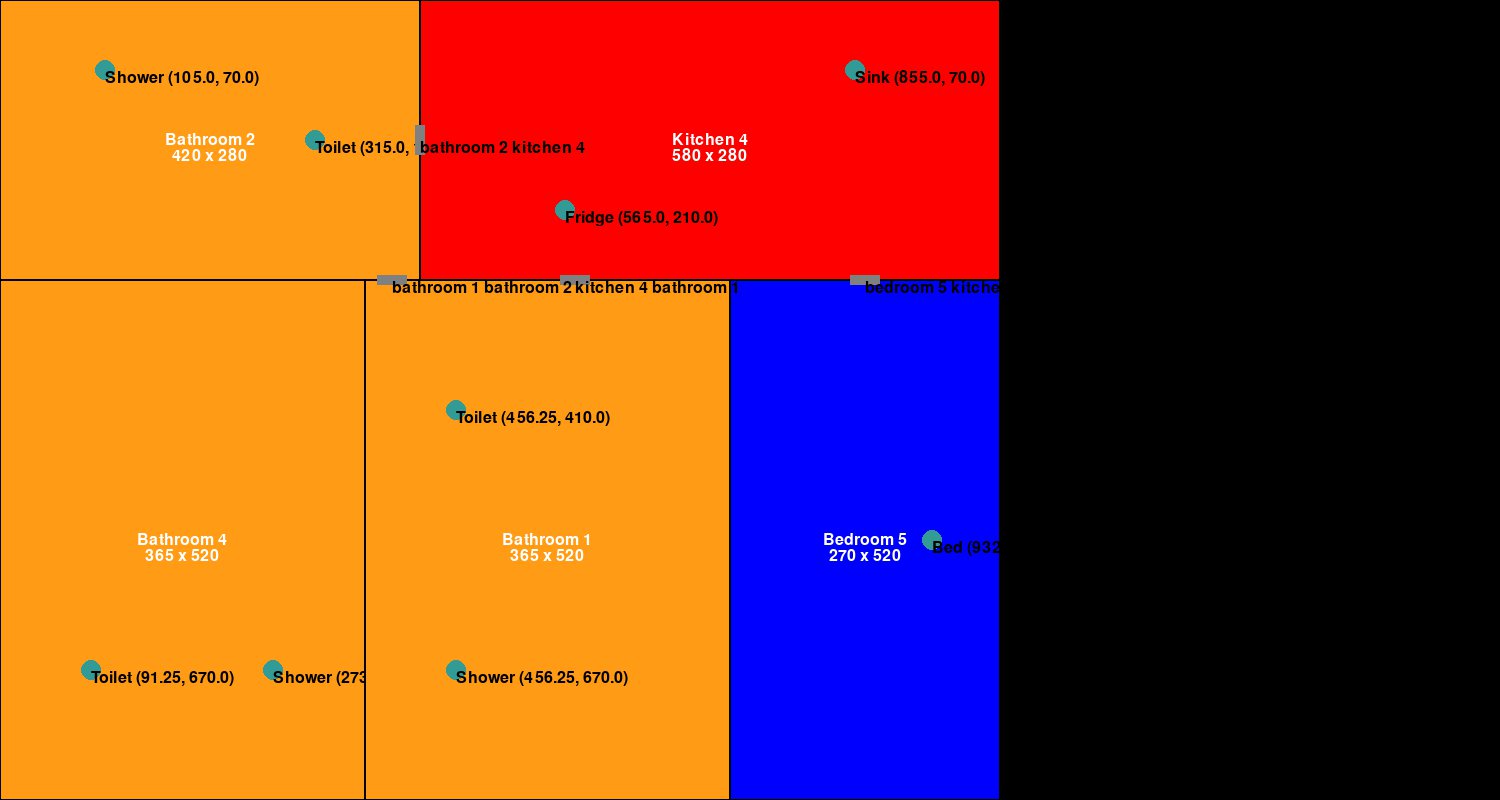 Shower (105.0, 70.0)
Sink (855.0, 70.0)
Bathroom 2
420 x 280
Toilet (315.0,
bathroom 2 kitchen 4
Kitchen 4
580 x 280
Fridge (565.0, 210.0)
bathroom 1 bathroom 2
kitchen 4 bathroom 1
bedroom 5 kitche
Toilet (456.25, 410.0)
Bathroom 4
365 x 520
Bathroom 1
365 x 520
Bedroom 5
270 x 520
Bed (932
Toilet (91.25, 670.0)
Shower (273
Shower (456.25, 670.0)